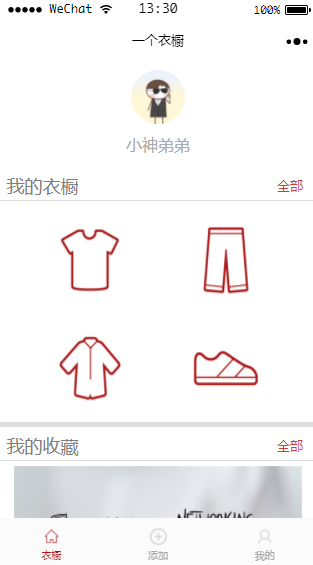 ●●●●● WeChat 13:30 100%
一个衣橱
小神弟弟
我的衣橱 全部
我的收藏 全部
NETWORKING
衣橱 添加 我的